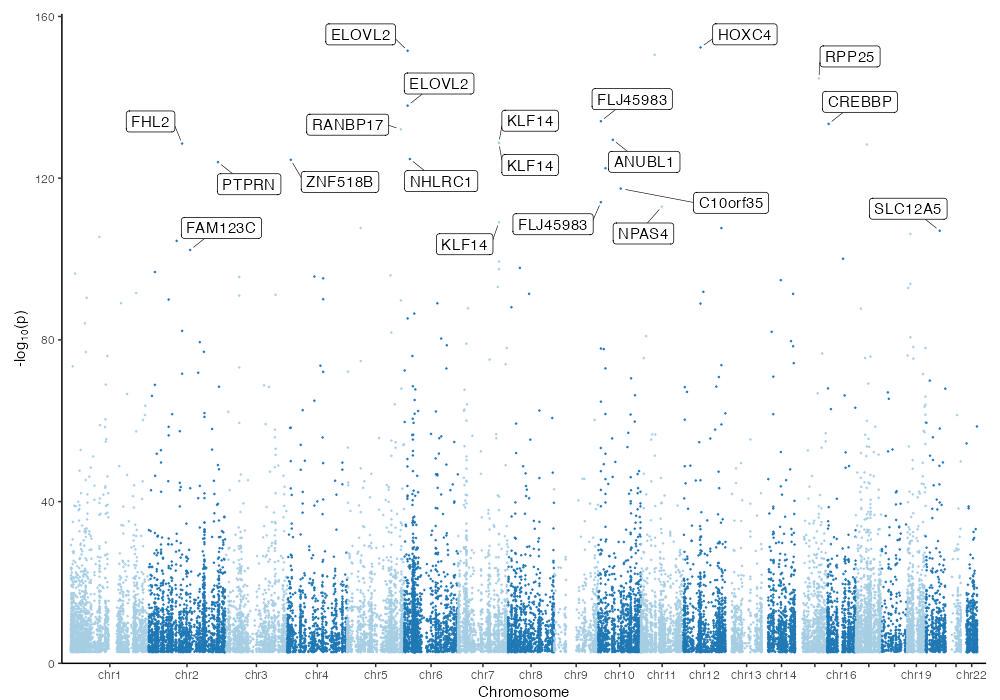 160
ELOVL2
HOXC4
RPP25
ELOVL2
FLJ45983
CREBBP
FHL2
RANBP17
KLF14
120
PTPRN
ZNF518B
NHLRC1
KLF14
ANUBL1
C10orf35
SLC12A5
FAM123C
KLF14
FLJ45983
NPAS4
80
-log10(p)
40
0
chr1 chr2 chr3 chr4 chr5 chr6 chr7 chr8 chr9 chr10 chr11 chr12 chr13 chr14 chr16 chr19 chr22
Chromosome